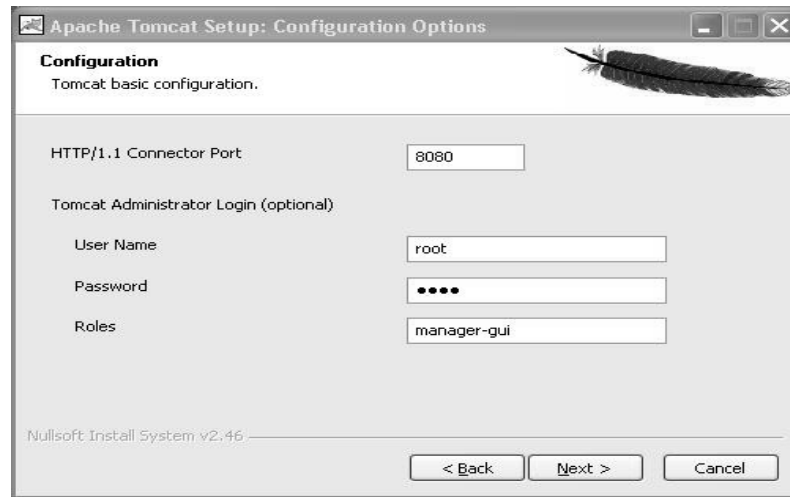 Apache Tomcat Setup: Configuration Options
Configuration
Tomcat basic configuration.
HTTP/1.1 Connector Port 8080
Tomcat Administrator Login (optional)
User Name root
Password ●●●●
Roles manager-gui
Nullsoft Install System v2.46
< Back Next > Cancel